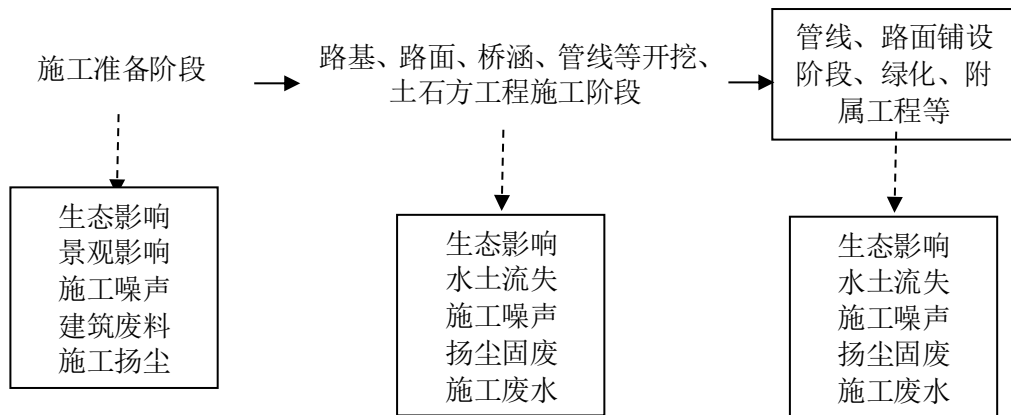 施工准备阶段
路基、路面、桥涵、管线等开挖、
土石方工程施工阶段
管线、路面铺设
阶段、绿化、附
属工程等
生态影响
景观影响
施工噪声
建筑废料
施工扬尘
生态影响
水土流失
施工噪声
扬尘固废
施工废水
生态影响
水土流失
施工噪声
扬尘固废
施工废水